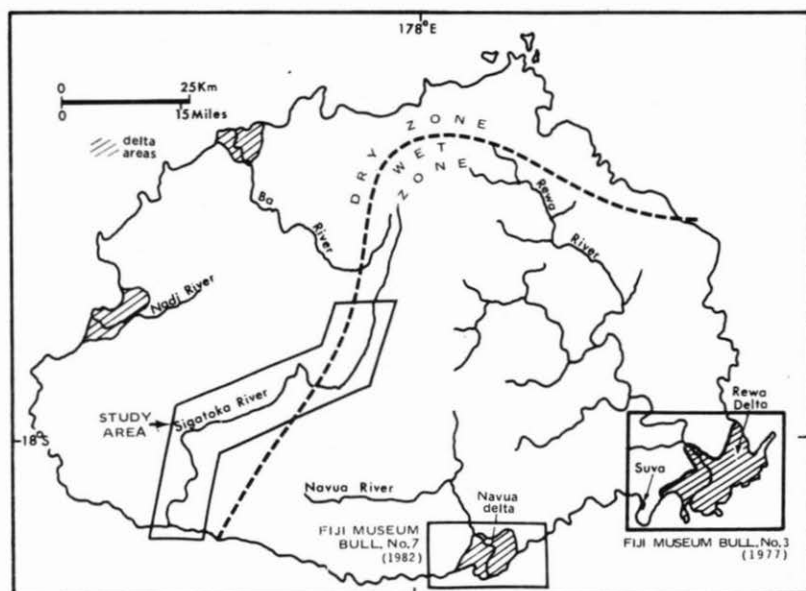 178°E
0 25Km
0 15Miles
delta
areas
DRY ZONE
WET
ZONE
Ba
River
Rewa
River
Nadi River
Sigatoka River
STUDY
AREA
18°S
Rewa
Delta
Suva
Navua River
Navua
delta
FIJI MUSEUM
BULL, No.7
(1982)
FIJI MUSEUM BULL, No.3
(1977)